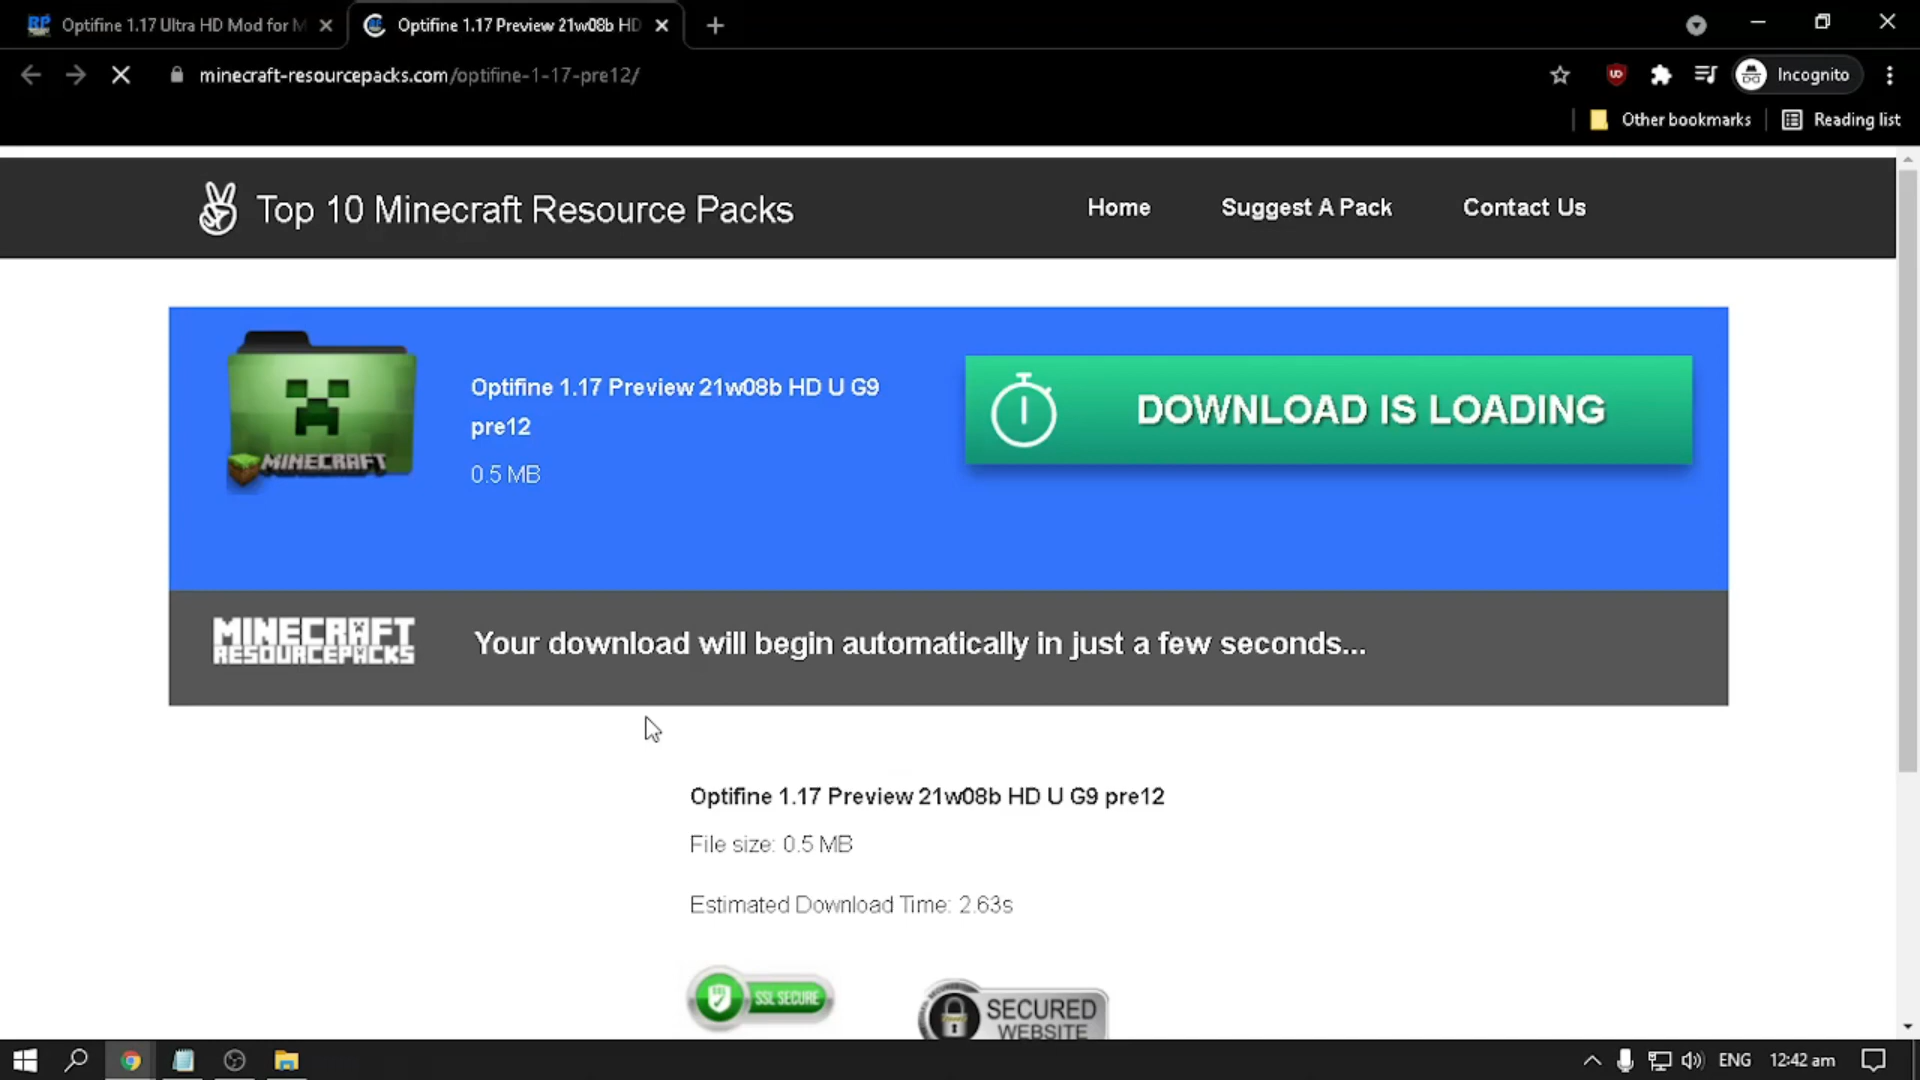 Optifine 1.17 Ultra HD Mod for M
Optifine 1.17 Preview 21w08b HD
minecraft-resourcepacks.com/optifine-1-17-pre12/
Incognito
Other bookmarks
Reading list
Top 10 Minecraft Resource Packs
Home
Suggest A Pack
Contact Us
MINECRAFT
Optifine 1.17 Preview 21w08b HD U G9
pre12
0.5 MB
DOWNLOAD IS LOADING
MINECRAFT
RESOURCEPACKS
Your download will begin automatically in just a few seconds...
Optifine 1.17 Preview 21w08b HD U G9 pre12
File size: 0.5 MB
Estimated Download Time: 2.63s
SSL SECURE
SECURED
WEBSITE
ENG
12:42 am